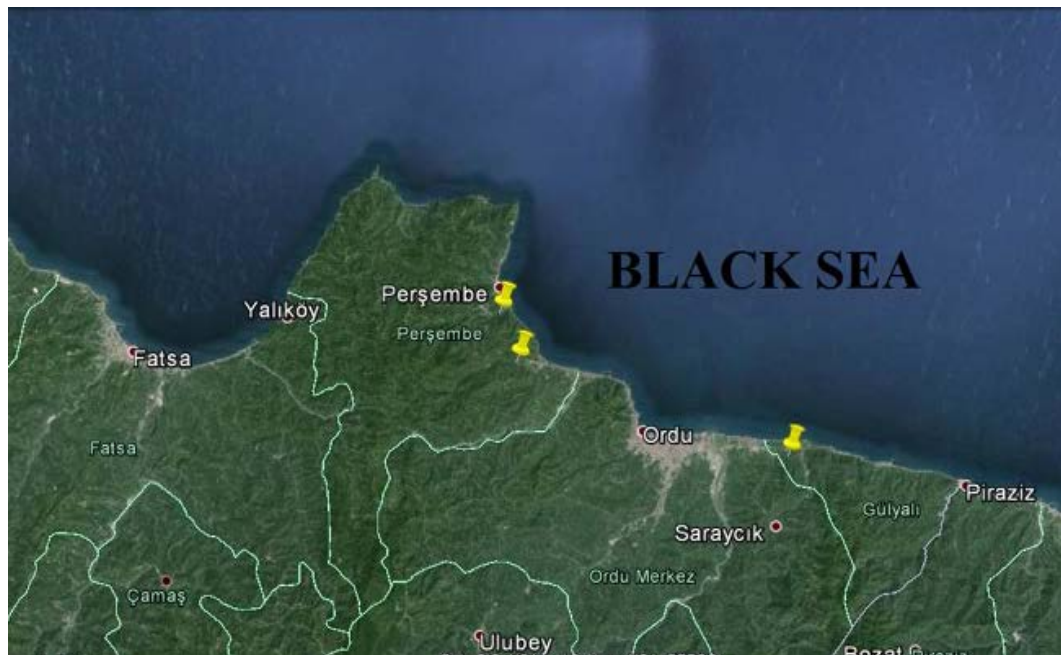 BLACK SEA
Perşembe
Yalıköy
Perşembe
Fatsa
Ordu
Fatsa
Piraziz
Gülyalı
Saraycık
Ordu Merkez
Çamaş
Ulubey